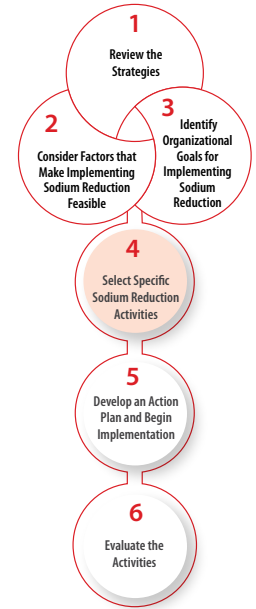 1
Review the
Strategies
2
Consider Factors that
Make Implementing
Sodium Reduction
Feasible
3
Identify
Organizational
Goals for
Implementing
Sodium
Reduction
4
Select Specific
Sodium Reduction
Activities
5
Develop an Action
Plan and Begin
Implementation
6
Evaluate the
Activities